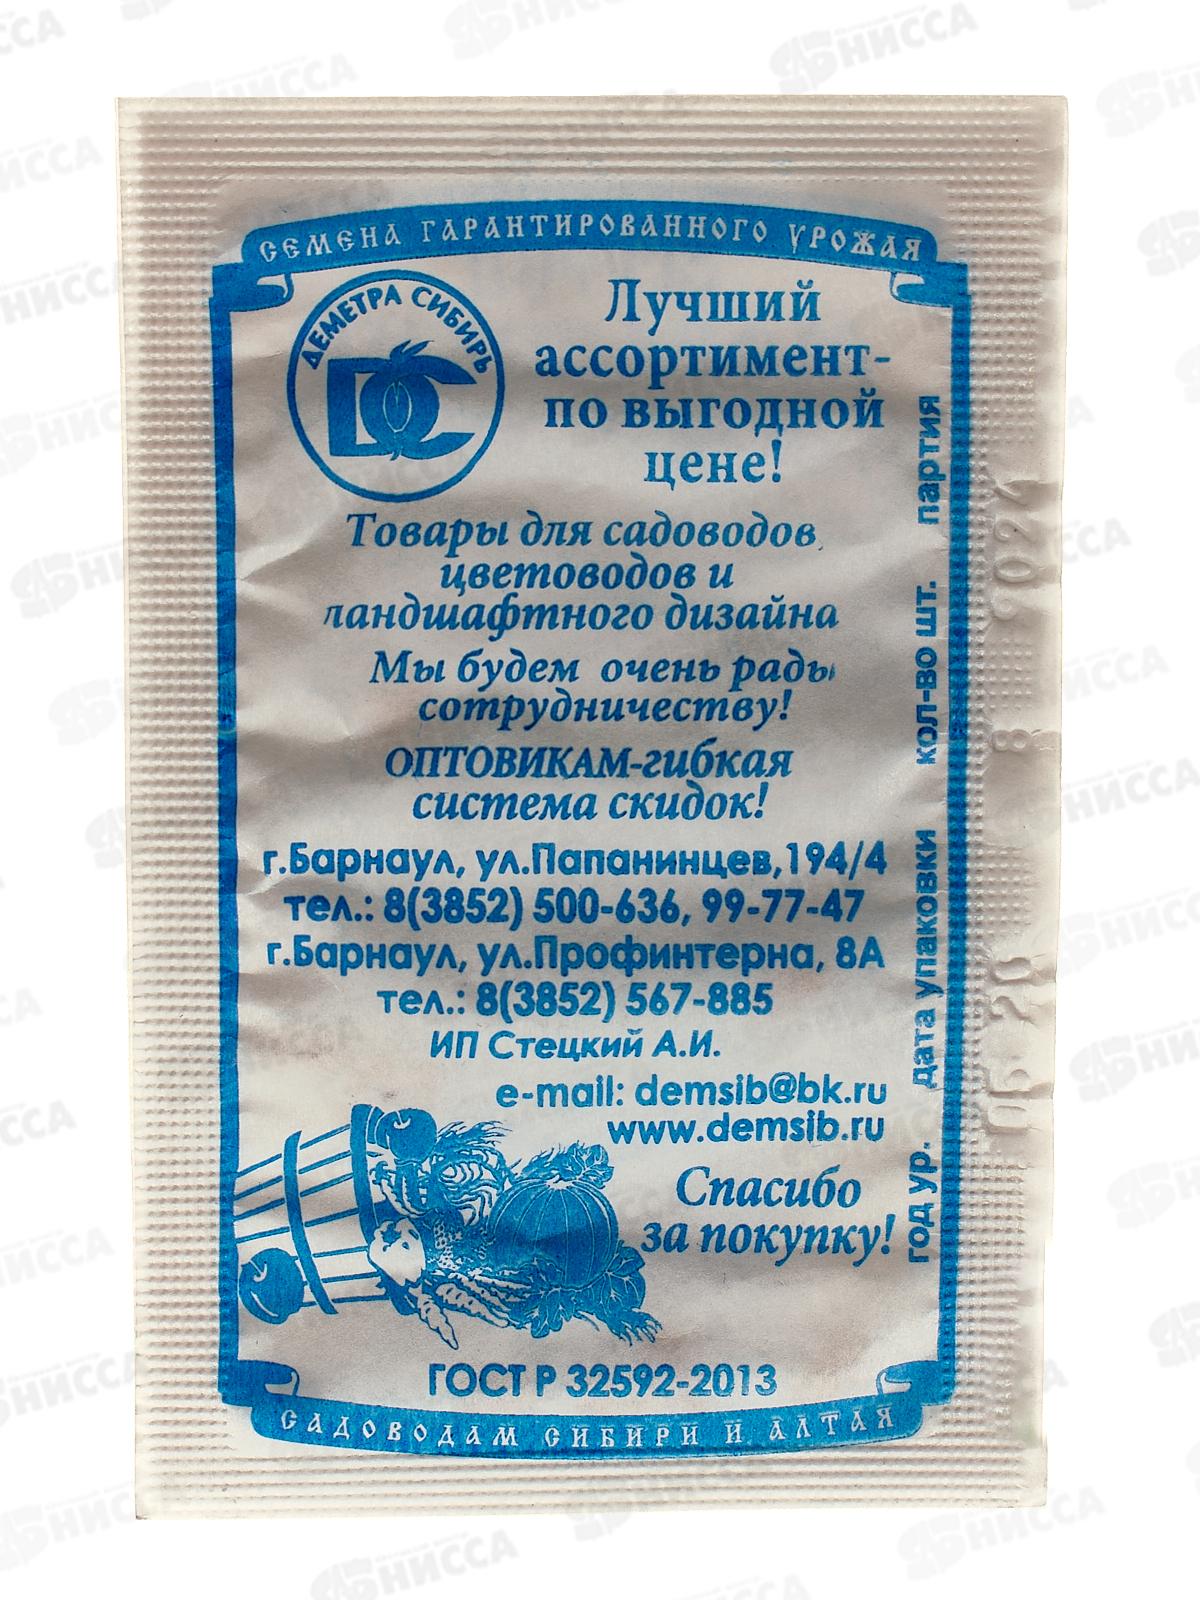 СЕМЕНА ГАРАНТИРОВАННОГО УРОЖАЯ
ДЕМЕТРА СИБИРЬ
DC
Лучший
ассортимент-
по выгодной
цене!
Товары для садоводов,
цветоводов и
ландшафтного дизайна
Мы будем очень рады
сотрудничеству!
ОПТОВИКАМ-гибкая
система скидок!
г.Барнаул, ул.Папанинцев,194/4
тел.: 8(3852) 500-636, 99-77-47
г.Барнаул, ул.Профинтерна, 8А
тел.: 8(3852) 567-885
ИП Стецкий А.И.
e-mail: demsib@bk.ru
www.demsib.ru
Спасибо
за покупку!
ГОСТ Р 32592-2013
САДОВОДАМ СИБИРИ И АЛТАЯ
год ур. дата упаковки кол-во шт. партия
АБНИССА